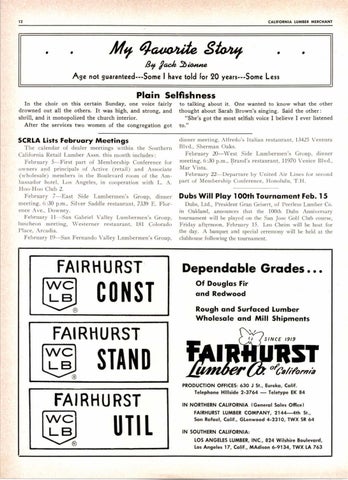 12
CALIFORNIA LUMBER MERCHANT
My Favorite Story
By Jack Dionne
Age not guaranteed---Some I have told for 20 years---Some Less
Plain Selfishness
In the choir on this certain Sunday, one voice fairly
drowned out all the others. It was high, and strong, and
shrill, and it monopolized the church interior.
After the services two women of the congregation got
to talking about it. One wanted to know what the other
thought about Sarah Brown's singing. Said the other:
"She's got the most selfish voice I believe I ever listened
to."
SCRLA Lists February Meetings
The calendar of dealer meetings within the Southern
California Retail Lumber Assn. this month includes:
February 5—First part of Membership Conference for
owners and principals of Active (retail) and Associate
(wholesale) members in the Boulevard room of the Am-
bassador hotel, Los Angeles, in cooperation with L. A.
Hoo Hoo Club 2.
February 7—East Side Lumbermen's Group, dinner
meeting, 6:30 p.m., Silver Saddle restaurant, 7339 E. Flor-
ence Ave., Downey.
February 14—San Gabriel Valley Lumbermen's Group,
luncheon meeting, Westerner restaurant, 181 Colorado
Place, Arcadia.
February 19—San Fernando Valley Lumbermen's Group,
dinner meeting, Alfredo's Italian restaurant, 13425 Ventura
Blvd., Sherman Oaks.
February 20—West Side Lumbermen's Group, dinner
meeting, 6:30 p.m., Brand's restaurant, 11970 Venice Blvd.,
Mar Vista.
February 22—Departure by United Air Lines for second
part of Membership Conference, Honolulu, T.H.
Dubs Will Play 100th Tournament Feb. 15
Dubs, Ltd., President Gene Geisert, of Peerless Lumber Co.
in Oakland, announces that the 100th Dubs Anniversary
tournament will be played on the San Jose Golf Club course,
Friday afternoon, February 15. Les Cheim will be host for
the day. A banquet and special ceremony will be held at the
clubhouse following the tournament.
FAIRHURST
WC
LB
®
CONST
FAIRHURST
WC
LB
®
STAND
FAIRHURST
WC
LB
®
UTIL
Dependable Grades...
Of Douglas Fir
and Redwood
Rough and Surfaced Lumber
Wholesale and Mill Shipments
SINCE 1919
FAIRHURST
Lumber Co. of California
PRODUCTION OFFICES: 630 J St., Eureka, Calif.
Telephone Hillside 2-3764 — Teletype EK 84
IN NORTHERN CALIFORNIA (General Sales Office)
FAIRHURST LUMBER COMPANY, 2144—4th St.,
San Rafael, Calif., GLenwood 4-2310, TWX SR 64
IN SOUTHERN CALIFORNIA:
LOS ANGELES LUMBER, INC., 824 Wilshire Boulevard,
Los Angeles 17, Calif., MAdison 6-9134, TWX LA 763